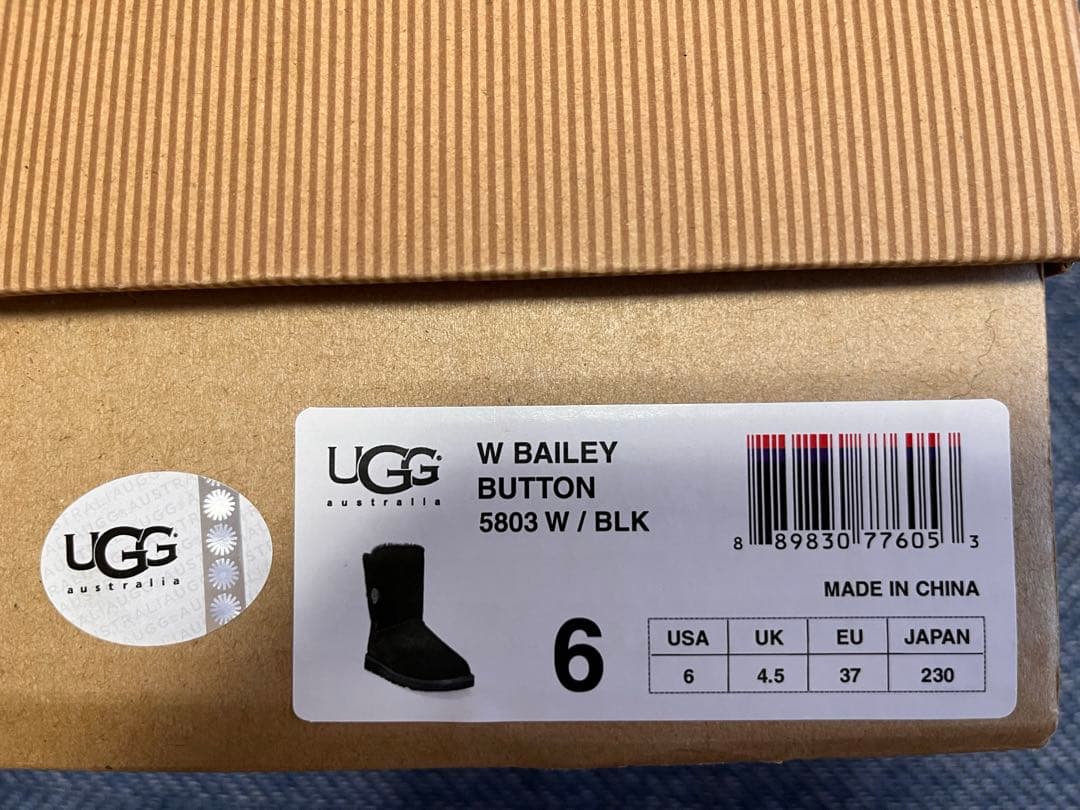 UGG
australia
UGG
australia
W BAILEY
BUTTON
5803 W / BLK
8 89830 77605 3
MADE IN CHINA
6
USA UK EU JAPAN
6 4.5 37 230